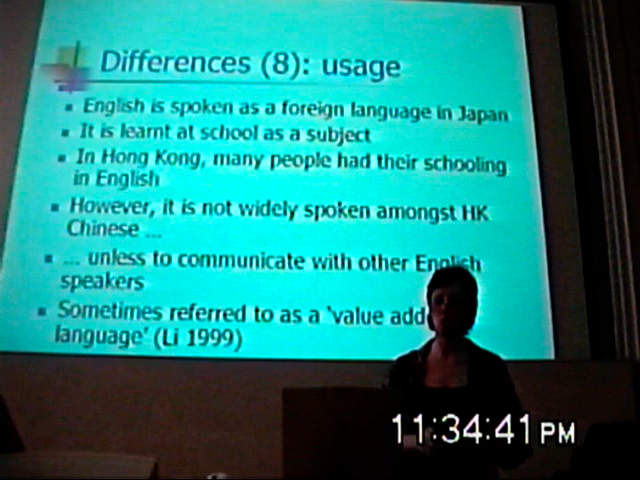 Differences (8): usage
English is spoken as a foreign language in Japan
It is learnt at school as a subject
In Hong Kong, many people had their schooling
in English
However, it is not widely spoken amongst HK
Chinese ...
... unless to communicate with other English
speakers
Sometimes referred to as a 'value add
language' (Li 1999)
11:34:41 PM